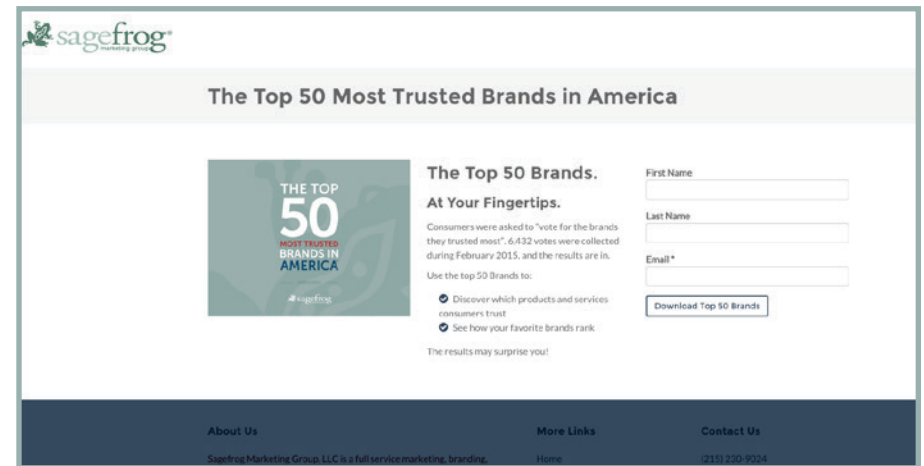 sagefrog®
marketing group
The Top 50 Most Trusted Brands in America
THE TOP
50
MOST TRUSTED
BRANDS IN
AMERICA
sagefrog
The Top 50 Brands.
At Your Fingertips.
Consumers were asked to "vote for the brands
they trusted most". 6,432 votes were collected
during February 2015, and the results are in.
Use the top 50 Brands to:
Discover which products and services
consumers trust
See how your favorite brands rank
The results may surprise you!
First Name
Last Name
Email *
Download Top 50 Brands
About Us
Sagefrog Marketing Group, LLC is a full service marketing, branding,
More Links
Home
Contact Us
(215) 230-9024